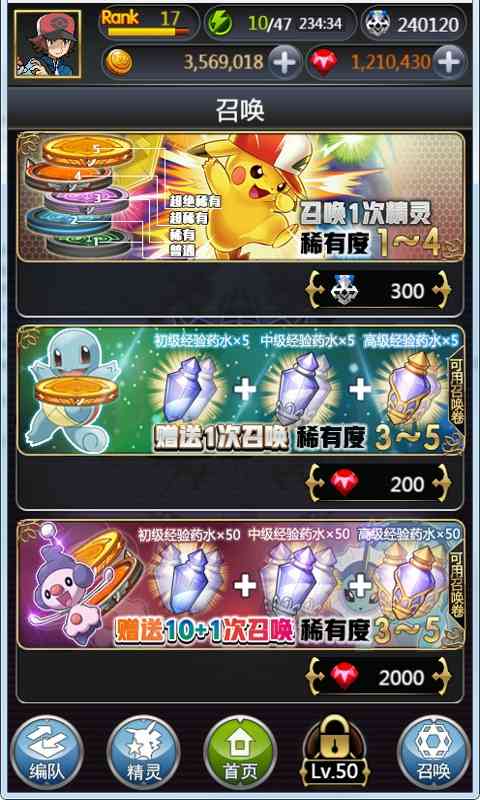 Rank 17
10/47 234:34
240120
3,569,018
1,210,430
召唤
5
4
3
2
1
超绝稀有
超稀有
稀有
普通
召唤1次精灵
稀有度1~4
300
初级经验药水×5 中级经验药水×5 高级经验药水×5
+ +
可用召唤卷
赠送1次召唤 稀有度3~5
200
初级经验药水×50 中级经验药水×50 高级经验药水×50
+ +
可用召唤卷
赠送10+1次召唤 稀有度3~5
2000
编队
精灵
首页
Lv.50
召唤